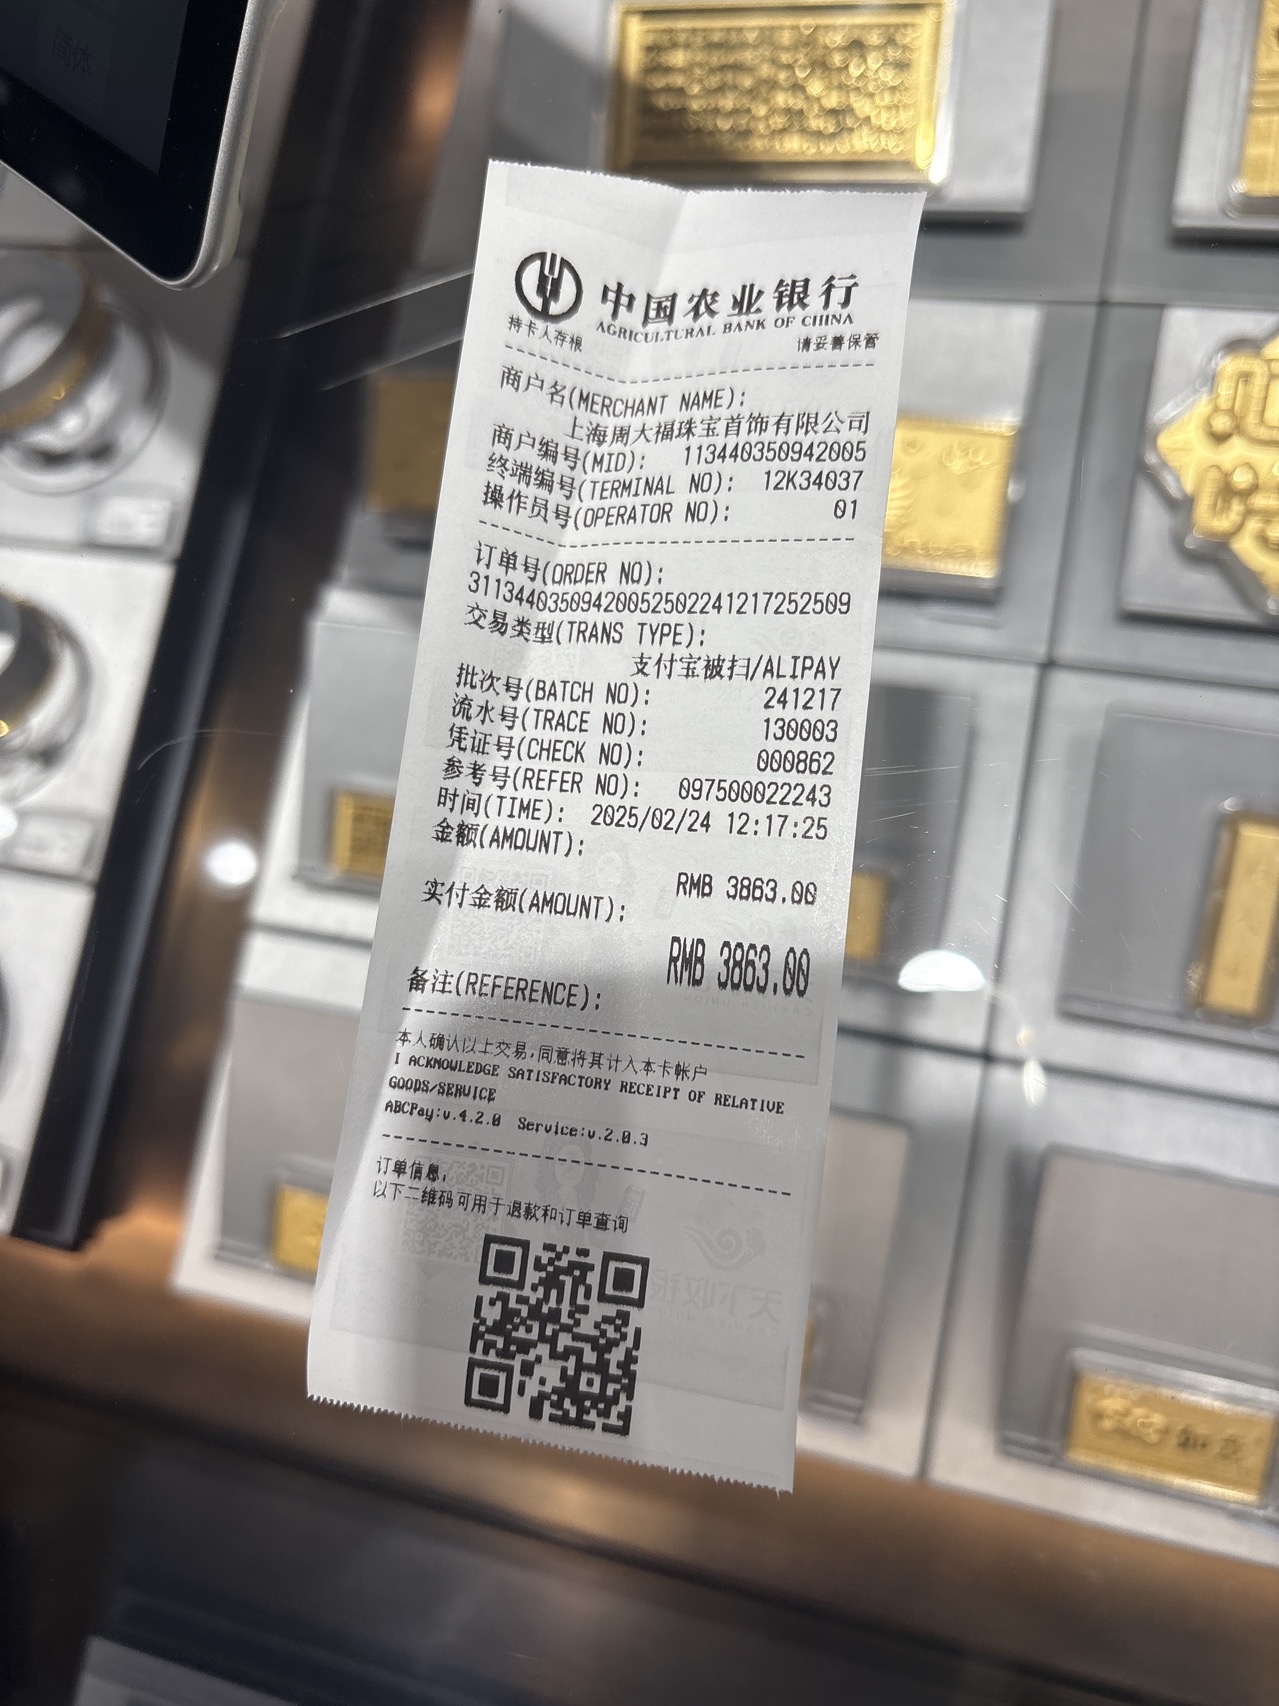 简体
中国农业银行
AGRICULTURAL BANK OF CHINA
持卡人存根 请妥善保管
商户名(MERCHANT NAME):
上海周大福珠宝首饰有限公司
商户编号(MID): 113440350942005
终端编号(TERMINAL NO): 12K34037
操作员号(OPERATOR NO): 01
订单号(ORDER NO):
31134403509420052502241217252509
交易类型(TRANS TYPE):
支付宝被扫/ALIPAY
批次号(BATCH NO): 241217
流水号(TRACE NO): 130003
凭证号(CHECK NO): 000862
参考号(REFER NO): 097500022243
时间(TIME): 2025/02/24 12:17:25
金额(AMOUNT):
RMB 3863.00
实付金额(AMOUNT):
RMB 3863.00
备注(REFERENCE):
本人确认以上交易,同意将其计入本卡帐户
I ACKNOWLEDGE SATISFACTORY RECEIPT OF RELATIVE
GOODS/SERVICE
ABCPay:v.4.2.0 Service:v.2.0.3
订单信息,
以下二维码可用于退款和订单查询
天下收银